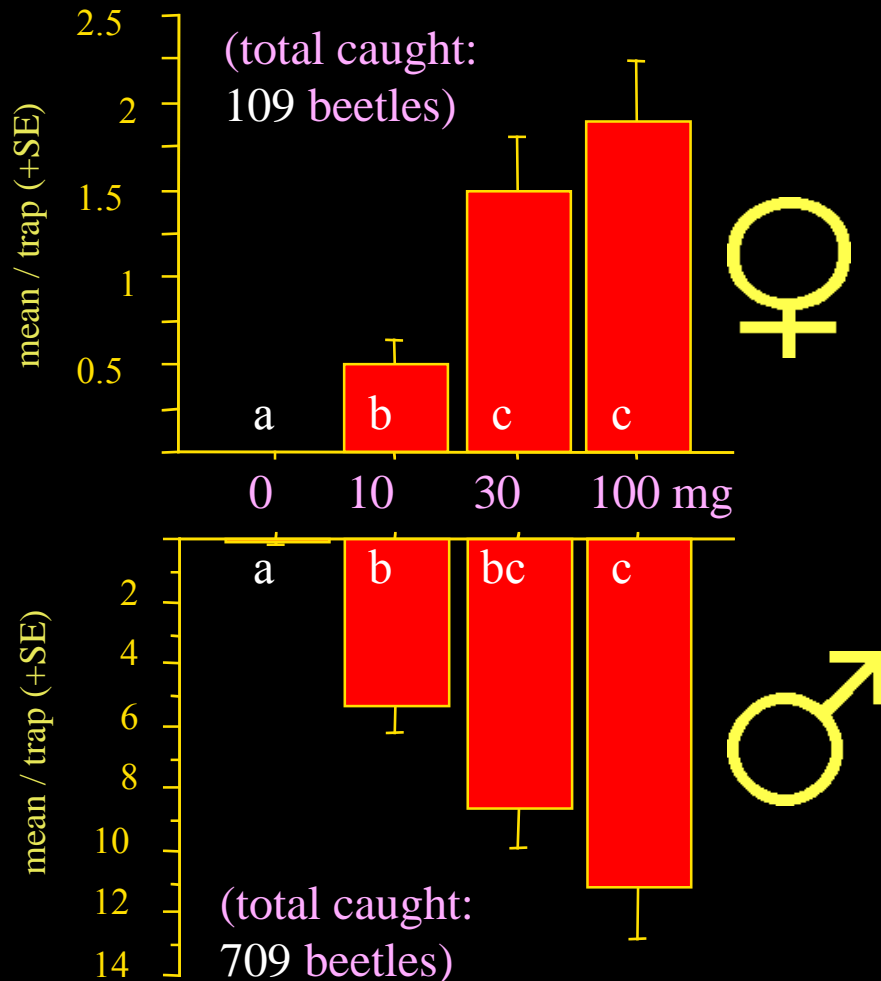 2.5
2
1.5
1
0.5
mean / trap (+SE)
(total caught:
109 beetles)
a b c c
0 10 30 100 mg
a b bc c
2
4
6
8
10
12
14
mean / trap (+SE)
(total caught:
709 beetles)